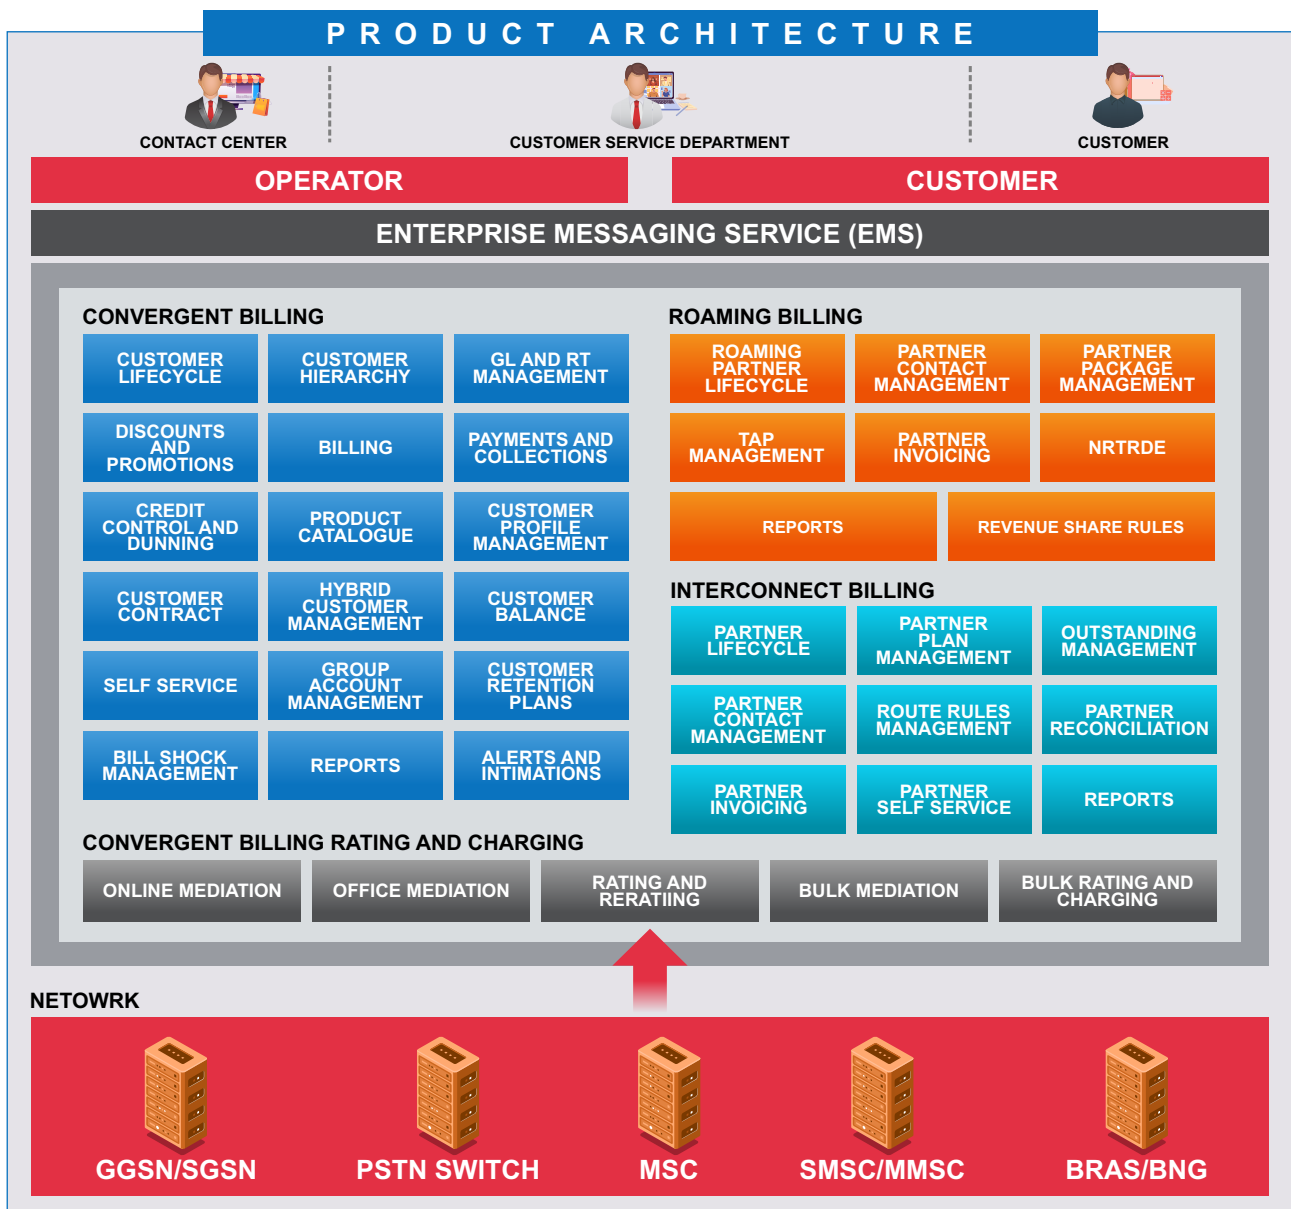 PRODUCT ARCHITECTURE
CONTACT CENTER
CUSTOMER SERVICE DEPARTMENT
CUSTOMER
OPERATOR
CUSTOMER
ENTERPRISE MESSAGING SERVICE (EMS)
CONVERGENT BILLING
CUSTOMER
LIFECYCLE
CUSTOMER
HIERARCHY
GL AND RT
MANAGEMENT
DISCOUNTS
AND
PROMOTIONS
BILLING
PAYMENTS AND
COLLECTIONS
CREDIT
CONTROL AND
DUNNING
PRODUCT
CATALOGUE
CUSTOMER
PROFILE
MANAGEMENT
CUSTOMER
CONTRACT
HYBRID
CUSTOMER
MANAGEMENT
CUSTOMER
BALANCE
SELF SERVICE
GROUP
ACCOUNT
MANAGEMENT
CUSTOMER
RETENTION
PLANS
BILL SHOCK
MANAGEMENT
REPORTS
ALERTS AND
INTIMATIONS
ROAMING BILLING
ROAMING
PARTNER
LIFECYCLE
PARTNER
CONTACT
MANAGEMENT
PARTNER
PACKAGE
MANAGEMENT
TAP
MANAGEMENT
PARTNER
INVOICING
NRTRDE
REPORTS
REVENUE SHARE RULES
INTERCONNECT BILLING
PARTNER
LIFECYCLE
PARTNER
PLAN
MANAGEMENT
OUTSTANDING
MANAGEMENT
PARTNER
CONTACT
MANAGEMENT
ROUTE RULES
MANAGEMENT
PARTNER
RECONCILIATION
PARTNER
INVOICING
PARTNER
SELF SERVICE
REPORTS
CONVERGENT BILLING RATING AND CHARGING
ONLINE MEDIATION
OFFICE MEDIATION
RATING AND
RERATIING
BULK MEDIATION
BULK RATING AND
CHARGING
NETOWRK
GGSN/SGSN
PSTN SWITCH
MSC
SMSC/MMSC
BRAS/BNG